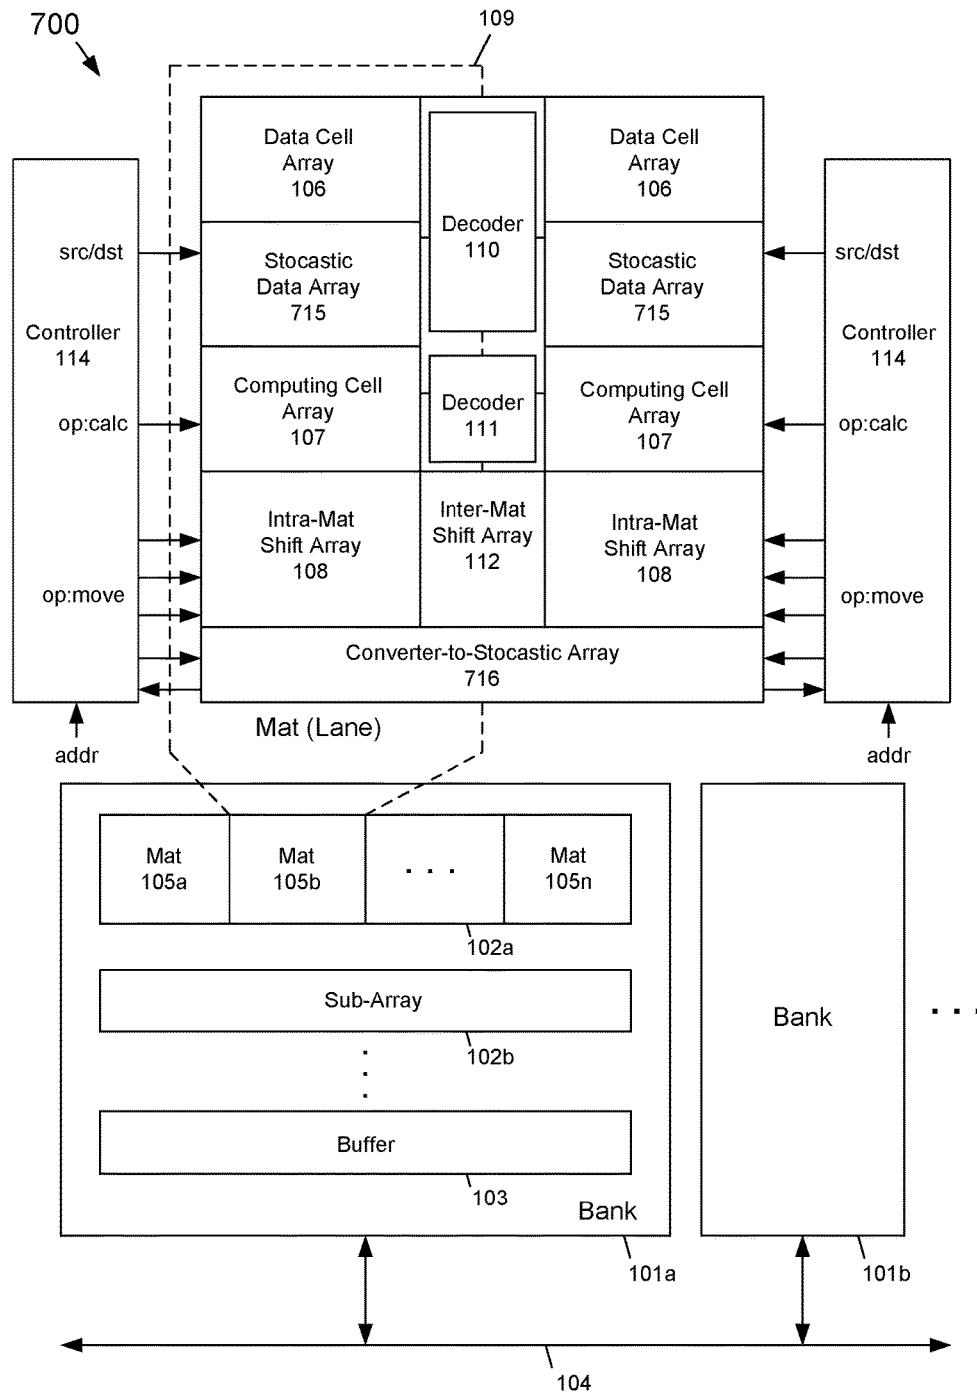 700
109
Data Cell
Array
106
Decoder
110
Data Cell
Array
106
src/dst
Stocastic
Data Array
715
Stocastic
Data Array
715
src/dst
Controller
114
Controller
114
Computing Cell
Array
107
Decoder
111
Computing Cell
Array
107
op:calc
op:calc
Intra-Mat
Shift Array
108
Inter-Mat
Shift Array
112
Intra-Mat
Shift Array
108
op:move
op:move
Converter-to-Stocastic Array
716
Mat (Lane)
addr
addr
Mat
105a
Mat
105b
. . .
Mat
105n
102a
Sub-Array
102b
Buffer
103
Bank
101a
Bank
101b
. . .
104